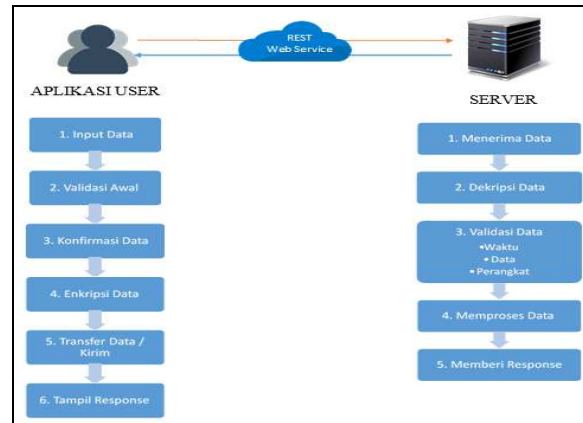 REST
Web Service
APLIKASI USER
SERVER
1. Input Data
2. Validasi Awal
3. Konfirmasi Data
4. Enkripsi Data
5. Transfer Data /
Kirim
6. Tampil Response
1. Menerima Data
2. Dekripsi Data
3. Validasi Data
•Waktu
• Data
• Perangkat
4. Memproses Data
5. Memberi Response